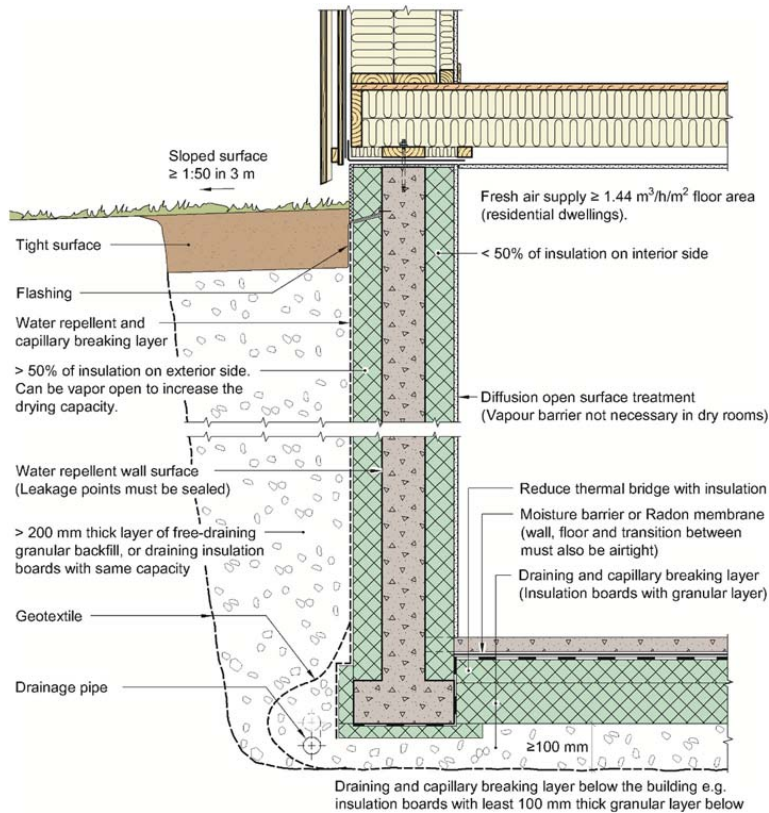 Sloped surface
≥ 1:50 in 3 m
Tight surface
Flashing
Water repellent and
capillary breaking layer
> 50% of insulation on exterior side.
Can be vapor open to increase the
drying capacity.
Water repellent wall surface
(Leakage points must be sealed)
> 200 mm thick layer of free-draining
granular backfill, or draining insulation
boards with same capacity
Geotextile
Drainage pipe
Fresh air supply ≥ 1.44 m³/h/m² floor area
(residential dwellings).
< 50% of insulation on interior side
Diffusion open surface treatment
(Vapour barrier not necessary in dry rooms)
Reduce thermal bridge with insulation
Moisture barrier or Radon membrane
(wall, floor and transition between
must also be airtight)
Draining and capillary breaking layer
(Insulation boards with granular layer)
≥100 mm
Draining and capillary breaking layer below the building e.g.
insulation boards with least 100 mm thick granular layer below